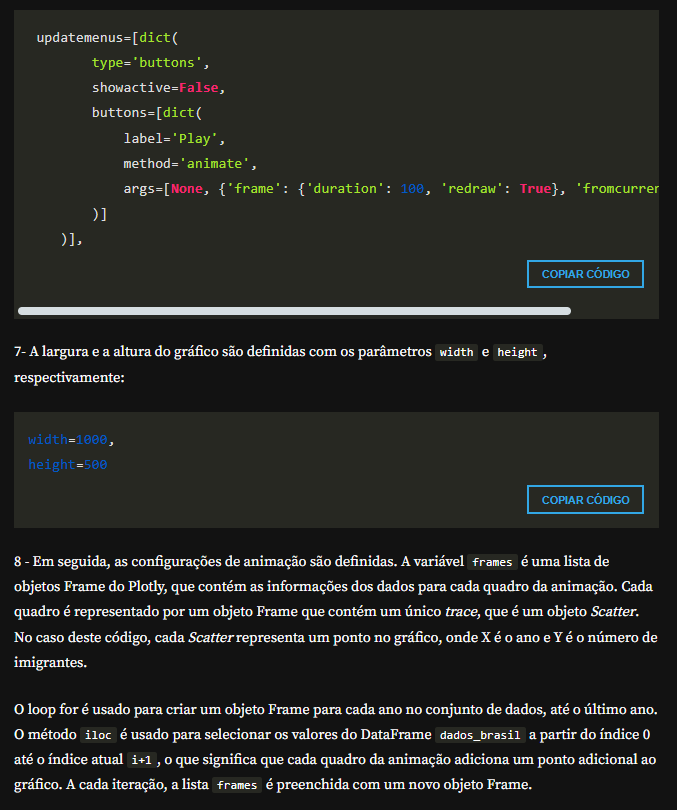 updatemenus=[dict(
type='buttons',
showactive=False,
buttons=[dict(
label='Play',
method='animate',
args=[None, {'frame': {'duration': 100, 'redraw': True}, 'fromcurrer
)]
)],
COPIAR CÓDIGO
7- A largura e a altura do gráfico são definidas com os parâmetros width e height ,
respectivamente:
width=1000,
height=500
COPIAR CÓDIGO
8 - Em seguida, as configurações de animação são definidas. A variável frames é uma lista de
objetos Frame do Plotly, que contém as informações dos dados para cada quadro da animação. Cada
quadro é representado por um objeto Frame que contém um único trace, que é um objeto Scatter.
No caso deste código, cada Scatter representa um ponto no gráfico, onde X é o ano e Y é o número de
imigrantes.
O loop for é usado para criar um objeto Frame para cada ano no conjunto de dados, até o último ano.
O método iloc é usado para selecionar os valores do DataFrame dados_brasil a partir do índice 0
até o índice atual i+1 , o que significa que cada quadro da animação adiciona um ponto adicional ao
gráfico. A cada iteração, a lista frames é preenchida com um novo objeto Frame.